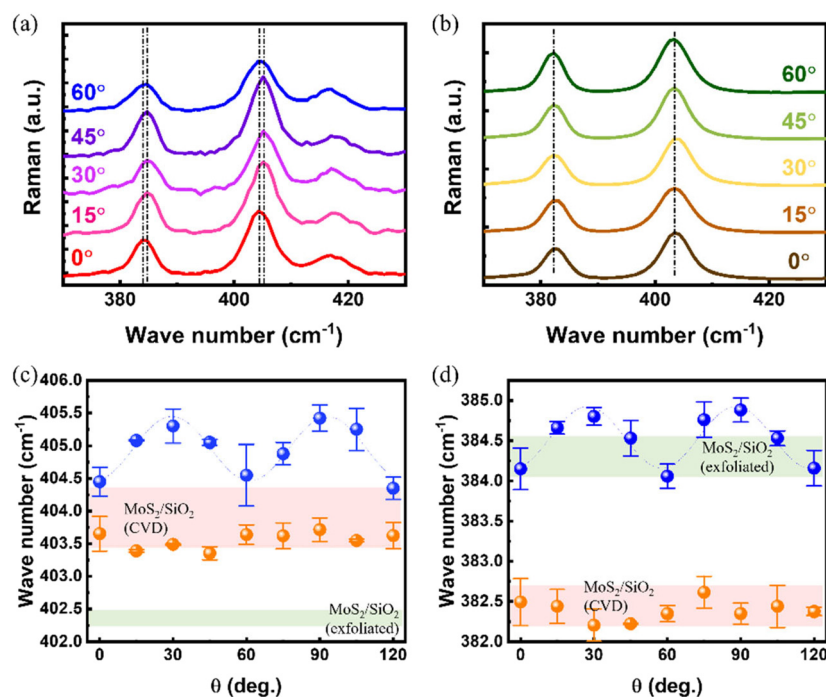 (a)
60°
45°
30°
15°
0°
Raman (a.u.)
380 400 420
Wave number (cm⁻¹)
(b)
60°
45°
30°
15°
0°
Raman (a.u.)
380 400 420
Wave number (cm⁻¹)
(c)
406.0
405.5
405.0
404.5
404.0
403.5
403.0
402.5
402.0
Wave number (cm⁻¹)
MoS₂/SiO₂
(CVD)
MoS₂/SiO₂
(exfoliated)
0 30 60 90 120
θ (deg.)
(d)
385.0
384.5
384.0
383.5
383.0
382.5
382.0
Wave number (cm⁻¹)
MoS₂/SiO₂
(exfoliated)
MoS₂/SiO₂
(CVD)
0 30 60 90 120
θ (deg.)